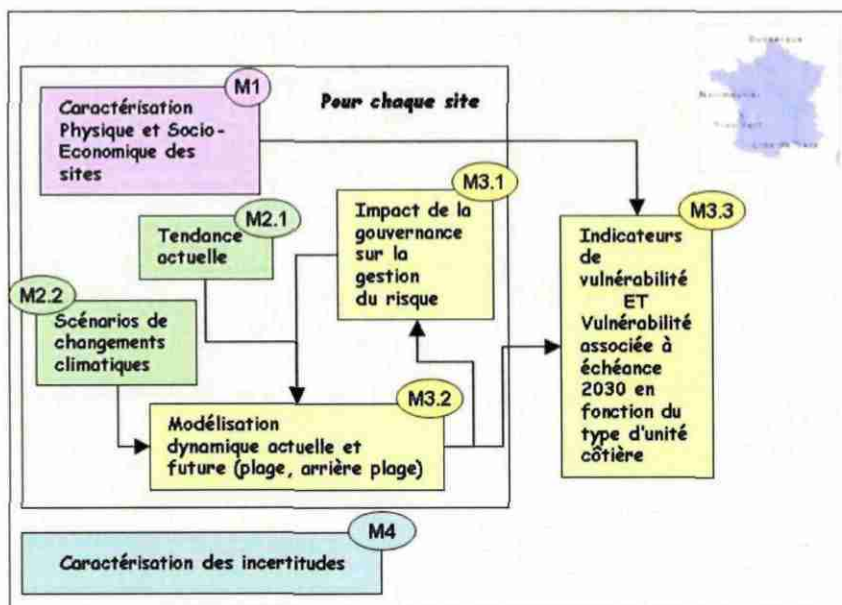 M1
Caractérisation
Physique et Socio-
Economique des
sites
Pour chaque site
M2.1
Tendance
actuelle
M3.1
Impact de la
gouvernance
sur la
gestion
du risque
M3.3
Indicateurs
de
vulnérabilité
ET
Vulnérabilité
associée à
échéance
2030 en
fonction du
type d'unité
côtière
M2.2
Scénarios de
changements
climatiques
M3.2
Modélisation
dynamique actuelle et
future (plage, arrière plage)
M4
Caractérisation des incertitudes